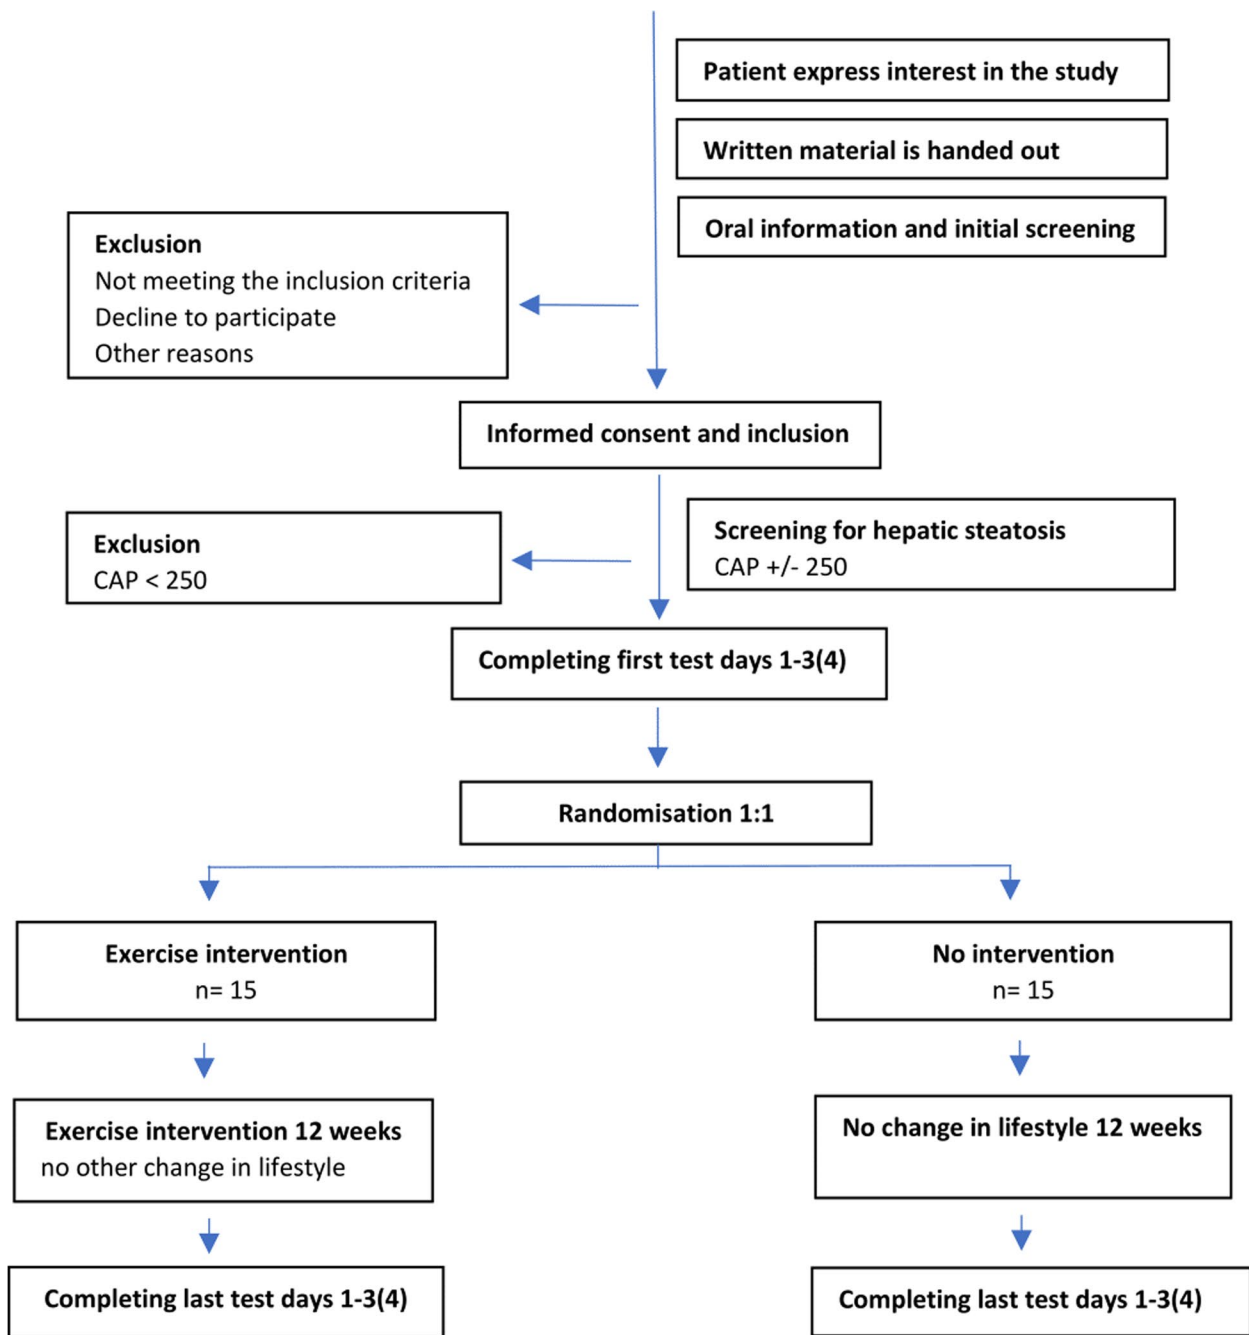 Patient express interest in the study
Written material is handed out
Oral information and initial screening
Exclusion
Not meeting the inclusion criteria
Decline to participate
Other reasons
Informed consent and inclusion
Screening for hepatic steatosis
CAP +/- 250
Exclusion
CAP < 250
Completing first test days 1-3(4)
Randomisation 1:1
Exercise intervention
n= 15
No intervention
n= 15
Exercise intervention 12 weeks
no other change in lifestyle
No change in lifestyle 12 weeks
Completing last test days 1-3(4)
Completing last test days 1-3(4)